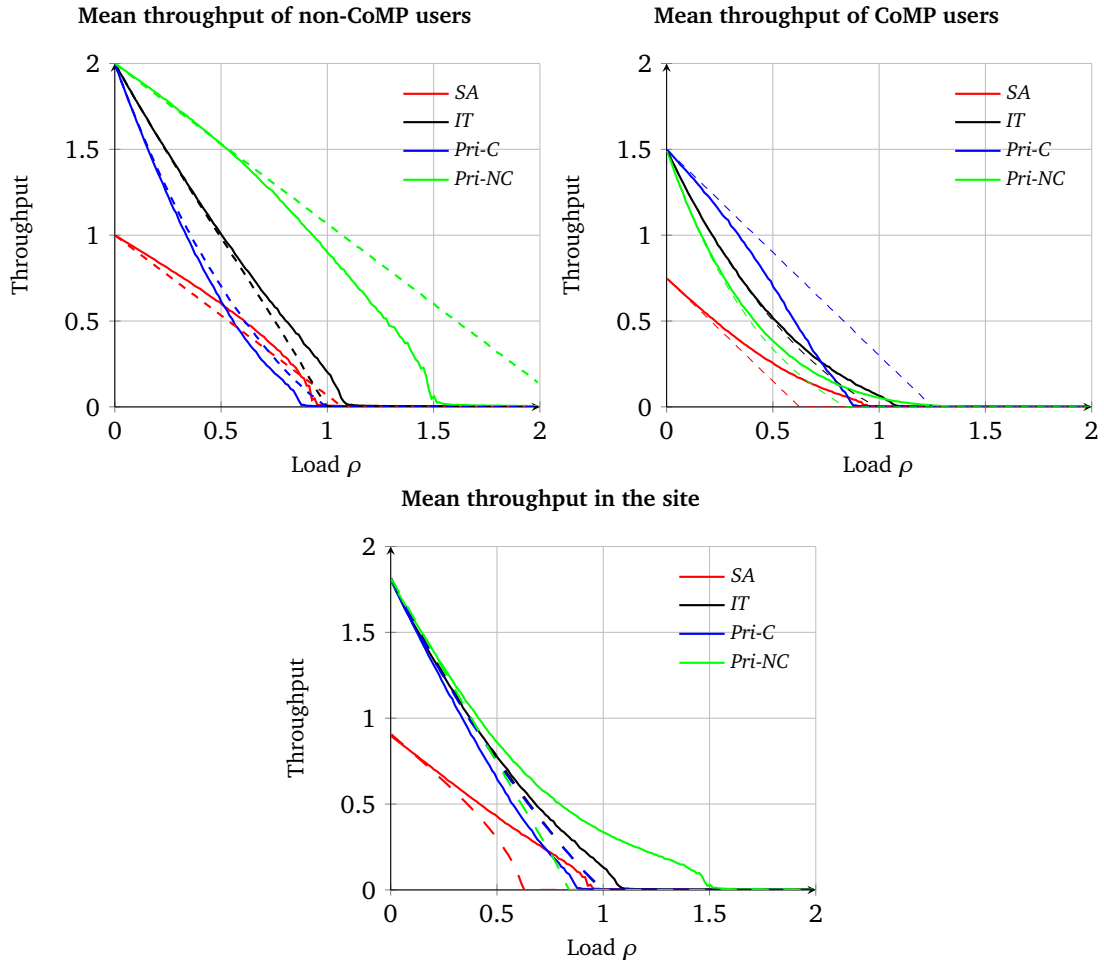 Mean throughput of non-CoMP users
2
1.5
1
0.5
0
0
0.5
1
1.5
2
Throughput
Load ρ
SA
IT
Pri-C
Pri-NC
Mean throughput of CoMP users
2
1.5
1
0.5
0
0
0.5
1
1.5
2
Throughput
Load ρ
SA
IT
Pri-C
Pri-NC
Mean throughput in the site
2
1.5
1
0.5
0
0
0.5
1
1.5
2
Throughput
Load ρ
SA
IT
Pri-C
Pri-NC